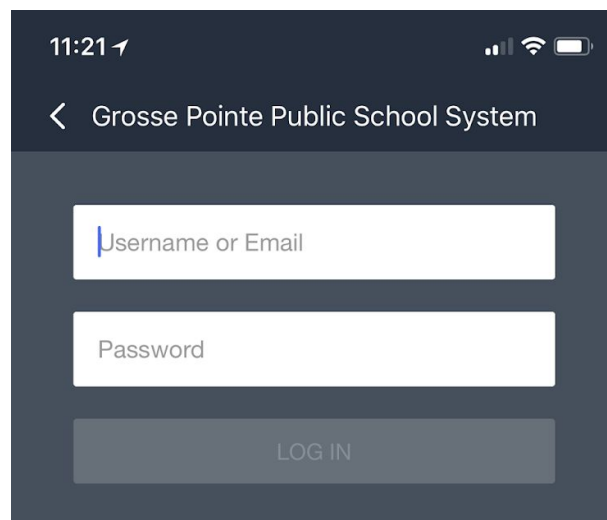 11:21
Grosse Pointe Public School System
Username or Email
Password
LOG IN